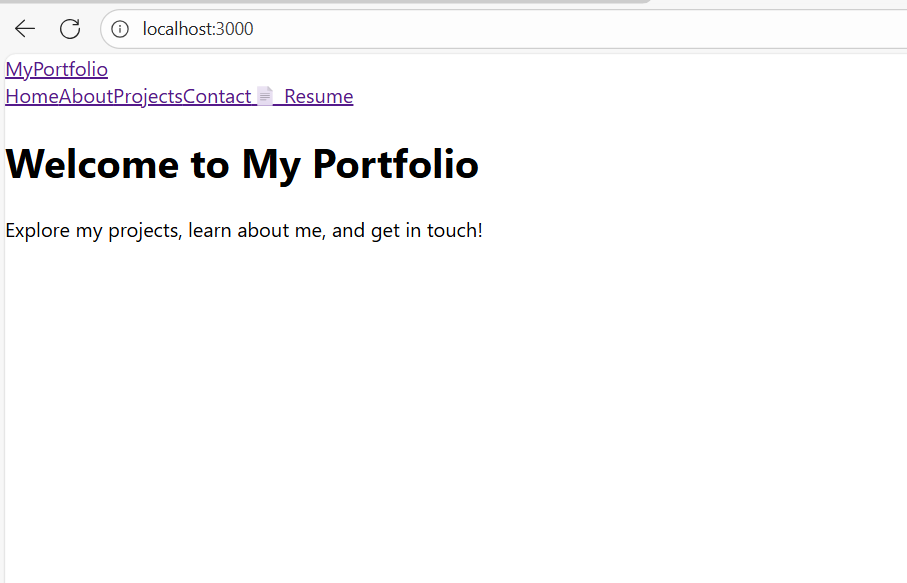 localhost:3000
MyPortfolio
HomeAboutProjectsContact📄 Resume
Welcome to My Portfolio
Explore my projects, learn about me, and get in touch!